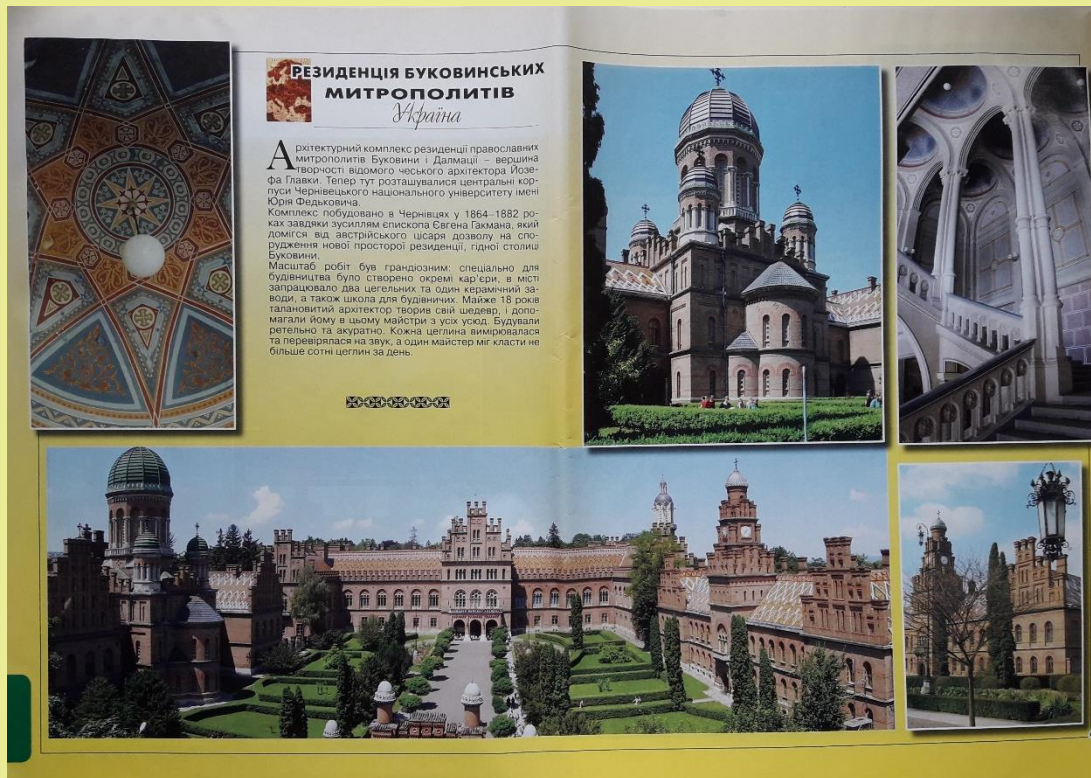 РЕЗИДЕНЦІЯ БУКОВИНСЬКИХ
МИТРОПОЛИТІВ
Україна
Архітектурний комплекс резиденції православних
митрополитів Буковини і Далмації – вершина
творчості відомого чеського архітектора Йозе-
фа Главки. Тепер тут розташувалися центральні кор-
пуси Чернівецького національного університету імені
Юрія Федьковича.
Комплекс побудовано в Чернівцях у 1864–1882 ро-
ках завдяки зусиллям єпископа Євгена Гакмана, який
домігся від австрійського цісаря дозволу на спо-
рудження нової просторої резиденції, гідної столиці
Буковини.
Масштаб робіт був грандіозним: спеціально для
будівництва було створено окремі кар'єри, в місті
запрацювало два цегельних та один керамічний за-
води, а також школа для будівничих. Майже 18 років
талановитий архітектор творив свій шедевр, і допо-
магали йому в цьому майстри з усіх усюд. Будували
ретельно та акуратно. Кожна цеглина вимірювалася
та перевірялася на звук, а один майстер міг класти не
більше сотні цеглин за день.